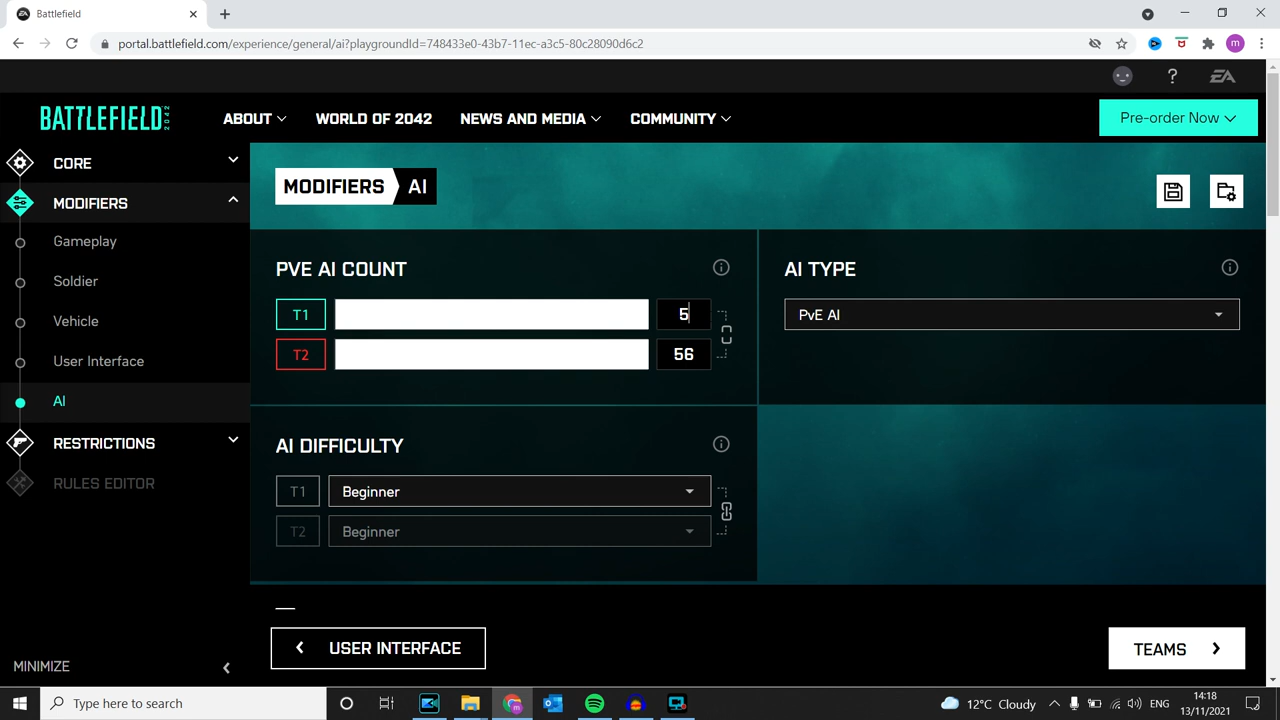 Battlefield
portal.battlefield.com/experience/general/ai?playgroundId=748433e0-43b7-11ec-a3c5-80c28090d6c2
m
BATTLEFIELD 2042
ABOUT
WORLD OF 2042
NEWS AND MEDIA
COMMUNITY
Pre-order Now
CORE
MODIFIERS
Gameplay
Soldier
Vehicle
User Interface
AI
RESTRICTIONS
RULES EDITOR
MINIMIZE
MODIFIERS AI
PVE AI COUNT
T1 5
T2 56
AI TYPE
PvE AI
AI DIFFICULTY
T1 Beginner
T2 Beginner
USER INTERFACE
TEAMS
Type here to search
12°C Cloudy
ENG
14:18
13/11/2021